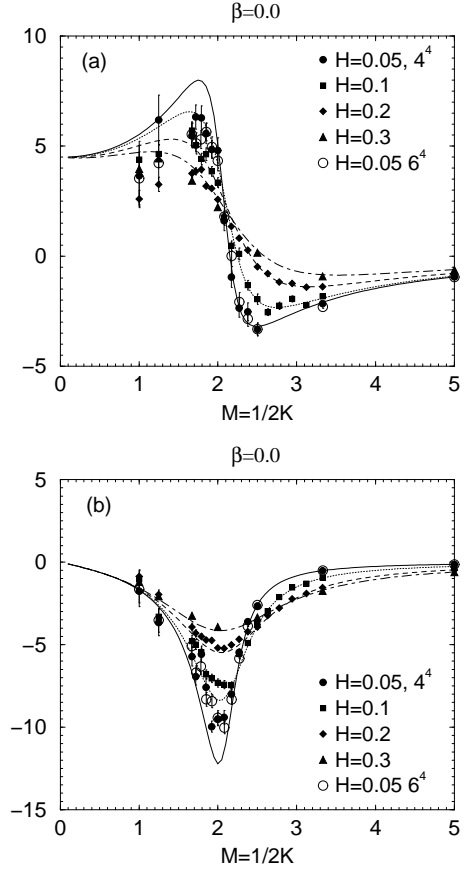 β=0.0
10
(a)
H=0.05, 4⁴
H=0.1
H=0.2
H=0.3
H=0.05 6⁴
5
0
−5
0 1 2 3 4 5
M=1/2K
β=0.0
5
(b)
0
−5
H=0.05, 4⁴
H=0.1
H=0.2
H=0.3
H=0.05 6⁴
−10
−15
0 1 2 3 4 5
M=1/2K